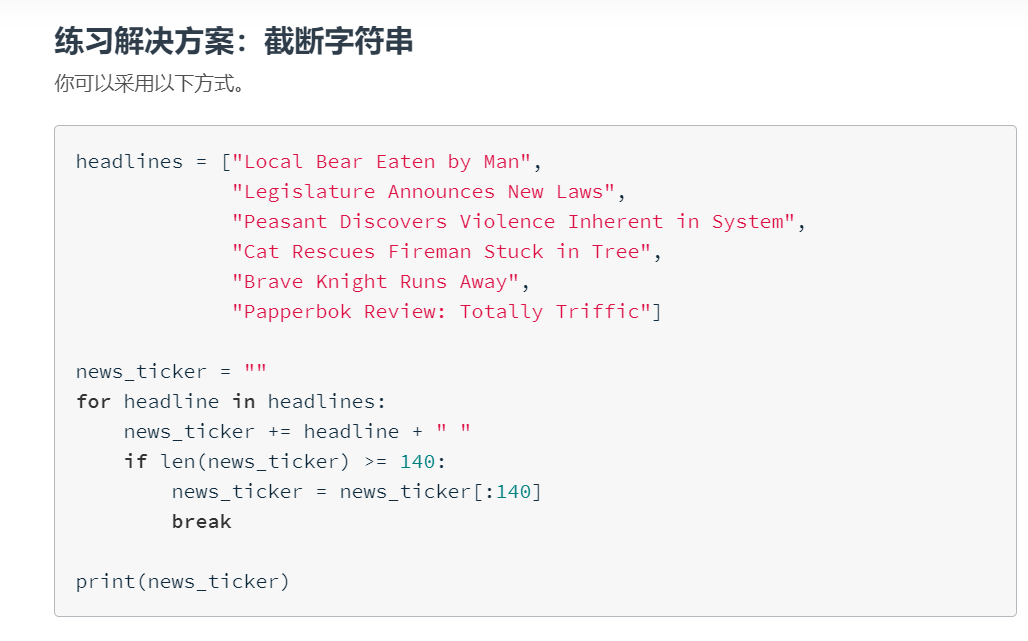 练习解决方案：截断字符串
你可以采用以下方式。
headlines = ["Local Bear Eaten by Man",
"Legislature Announces New Laws",
"Peasant Discovers Violence Inherent in System",
"Cat Rescues Fireman Stuck in Tree",
"Brave Knight Runs Away",
"Papperbok Review: Totally Triffic"]
news_ticker = ""
for headline in headlines:
news_ticker += headline + " "
if len(news_ticker) >= 140:
news_ticker = news_ticker[:140]
break
print(news_ticker)